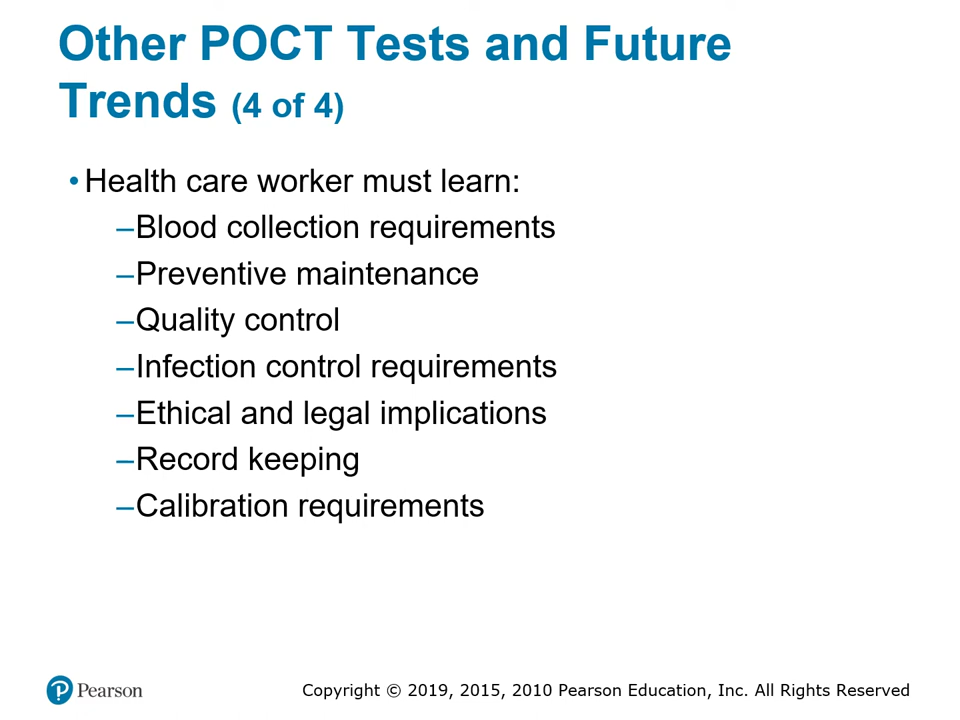 Other POCT Tests and Future
Trends (4 of 4)
• Health care worker must learn:
–Blood collection requirements
–Preventive maintenance
–Quality control
–Infection control requirements
–Ethical and legal implications
–Record keeping
–Calibration requirements
Pearson
Copyright © 2019, 2015, 2010 Pearson Education, Inc. All Rights Reserved